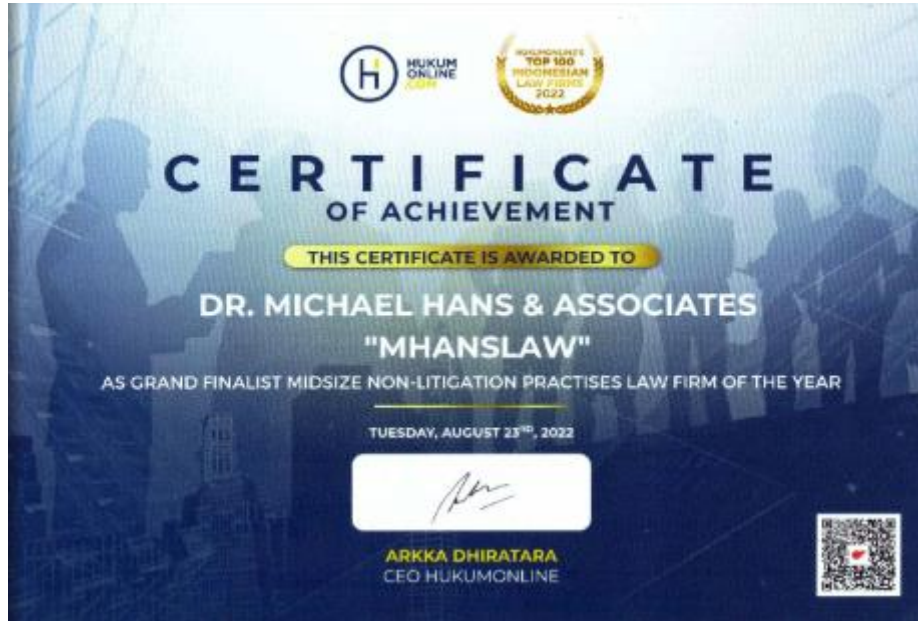 HUKUM
ONLINE
.COM
HUKUMONLINE'S
TOP 100
INDONESIAN
LAW FIRMS
2022
CERTIFICATE
OF ACHIEVEMENT
THIS CERTIFICATE IS AWARDED TO
DR. MICHAEL HANS & ASSOCIATES
"MHANSLAW"
AS GRAND FINALIST MIDSIZE NON-LITIGATION PRACTISES LAW FIRM OF THE YEAR
TUESDAY, AUGUST 23RD, 2022
ARKKA DHIRATARA
CEO HUKUMONLINE